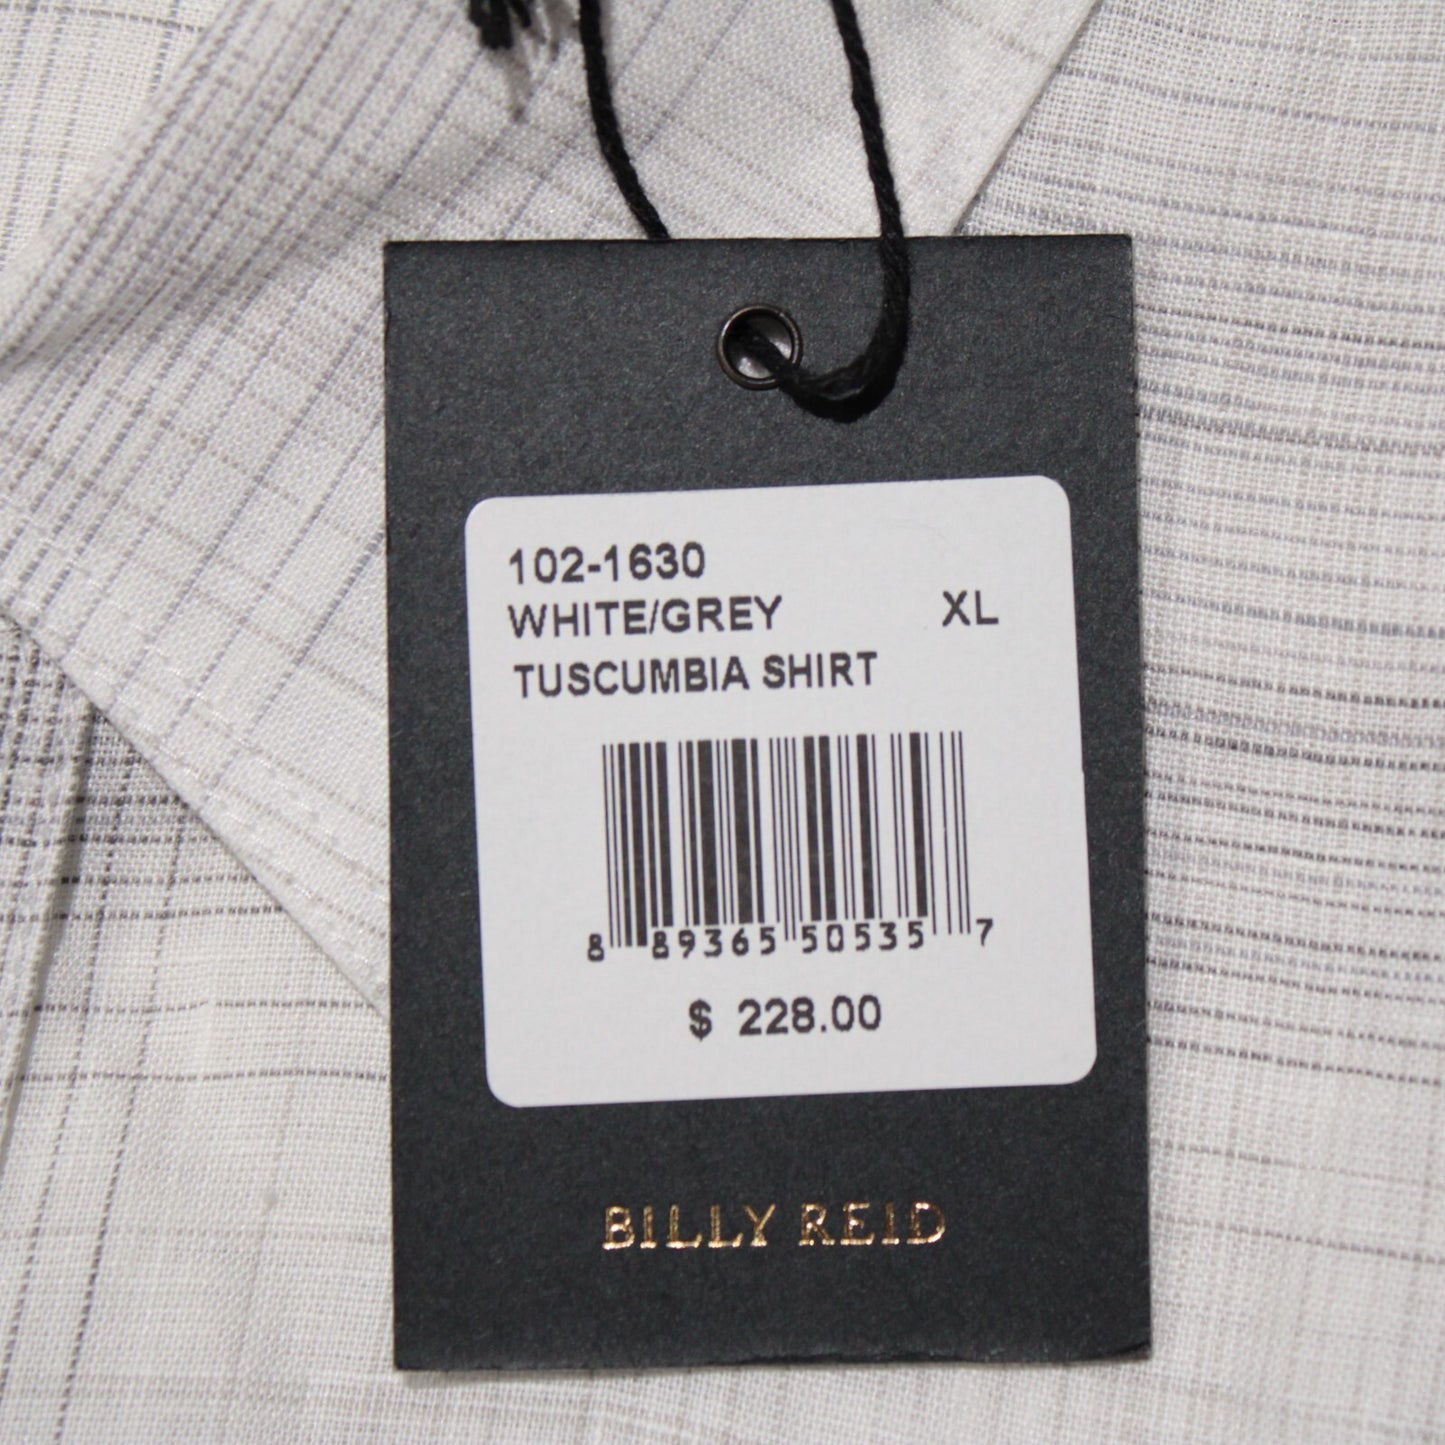 102-1630
WHITE/GREY XL
TUSCUMBIA SHIRT
8 89365 50535 7
$ 228.00
BILLY REID